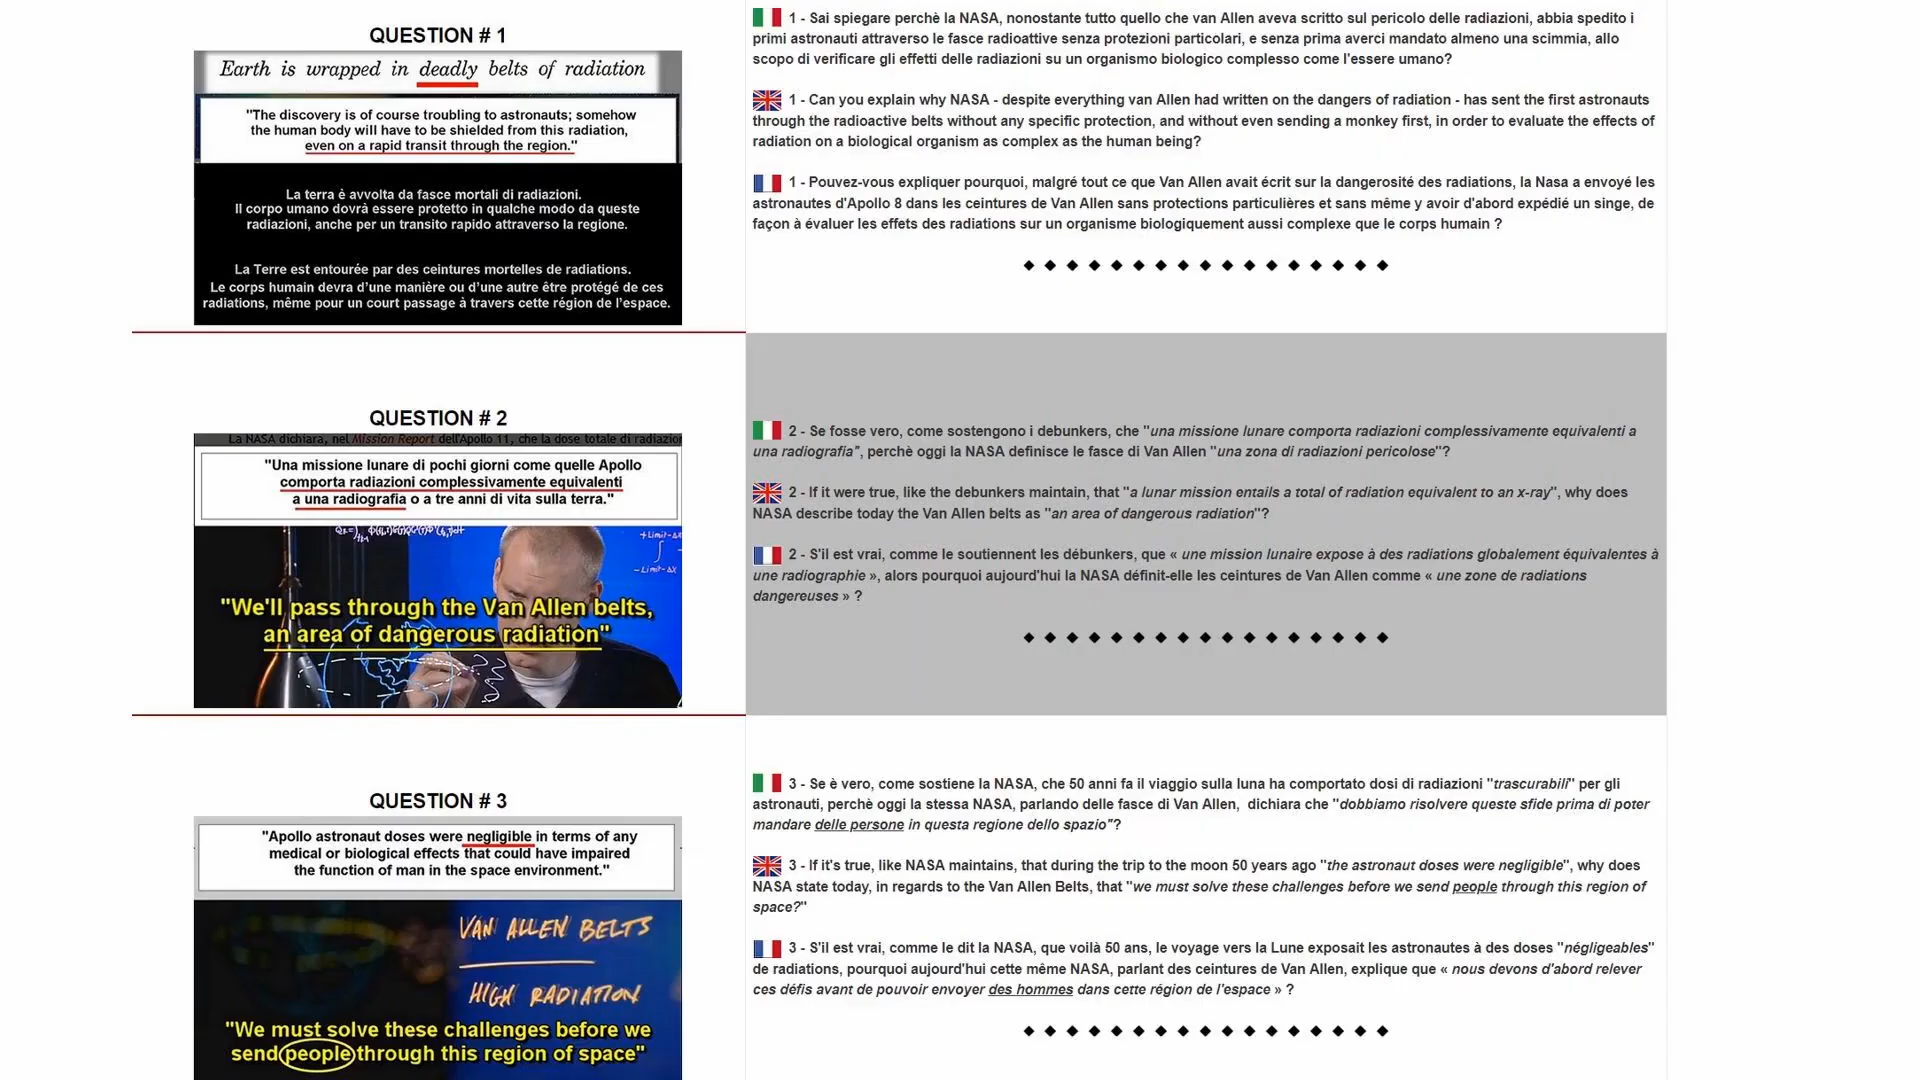 QUESTION # 1
Earth is wrapped in deadly belts of radiation
"The discovery is of course troubling to astronauts; somehow
the human body will have to be shielded from this radiation,
even on a rapid transit through the region."
La terra è avvolta da fasce mortali di radiazioni.
Il corpo umano dovrà essere protetto in qualche modo da queste
radiazioni, anche per un transito rapido attraverso la regione.
La Terre est entourée par des ceintures mortelles de radiations.
Le corps humain devra d'une manière ou d'une autre être protégé de ces
radiations, même pour un court passage à travers cette région de l'espace.
1 - Sai spiegare perchè la NASA, nonostante tutto quello che van Allen aveva scritto sul pericolo delle radiazioni, abbia spedito i
primi astronauti attraverso le fasce radioattive senza protezioni particolari, e senza prima averci mandato almeno una scimmia, allo
scopo di verificare gli effetti delle radiazioni su un organismo biologico complesso come l'essere umano?
1 - Can you explain why NASA - despite everything van Allen had written on the dangers of radiation - has sent the first astronauts
through the radioactive belts without any specific protection, and without even sending a monkey first, in order to evaluate the effects of
radiation on a biological organism as complex as the human being?
1 - Pouvez-vous expliquer pourquoi, malgré tout ce que Van Allen avait écrit sur la dangerosité des radiations, la Nasa a envoyé les
astronautes d'Apollo 8 dans les ceintures de Van Allen sans protections particulières et sans même y avoir d'abord expédié un singe, de
façon à évaluer les effets des radiations sur un organisme biologiquement aussi complexe que le corps humain ?
QUESTION # 2
La NASA dichiara, nel Mission Report dell'Apollo 11, che la dose totale di radiazion
"Una missione lunare di pochi giorni come quelle Apollo
comporta radiazioni complessivamente equivalenti
a una radiografia o a tre anni di vita sulla terra."
+Limit-ΔX
-Limit-ΔX
"We'll pass through the Van Allen belts,
an area of dangerous radiation"
2 - Se fosse vero, come sostengono i debunkers, che "una missione lunare comporta radiazioni complessivamente equivalenti a
una radiografia", perchè oggi la NASA definisce le fasce di Van Allen "una zona di radiazioni pericolose"?
2 - If it were true, like the debunkers maintain, that "a lunar mission entails a total of radiation equivalent to an x-ray", why does
NASA describe today the Van Allen belts as "an area of dangerous radiation"?
2 - S'il est vrai, comme le soutiennent les débunkers, que « une mission lunaire expose à des radiations globalement équivalentes à
une radiographie », alors pourquoi aujourd'hui la NASA définit-elle les ceintures de Van Allen comme « une zone de radiations
dangereuses » ?
QUESTION # 3
"Apollo astronaut doses were negligible in terms of any
medical or biological effects that could have impaired
the function of man in the space environment."
VAN ALLEN BELTS
HIGH RADIATION
"We must solve these challenges before we
send people through this region of space"
3 - Se è vero, come sostiene la NASA, che 50 anni fa il viaggio sulla luna ha comportato dosi di radiazioni "trascurabili" per gli
astronauti, perchè oggi la stessa NASA, parlando delle fasce di Van Allen, dichiara che "dobbiamo risolvere queste sfide prima di poter
mandare delle persone in questa regione dello spazio"?
3 - If it's true, like NASA maintains, that during the trip to the moon 50 years ago "the astronaut doses were negligible", why does
NASA state today, in regards to the Van Allen Belts, that "we must solve these challenges before we send people through this region of
space?"
3 - S'il est vrai, comme le dit la NASA, que voilà 50 ans, le voyage vers la Lune exposait les astronautes à des doses "négligeables"
de radiations, pourquoi aujourd'hui cette même NASA, parlant des ceintures de Van Allen, explique que « nous devons d'abord relever
ces défis avant de pouvoir envoyer des hommes dans cette région de l'espace » ?